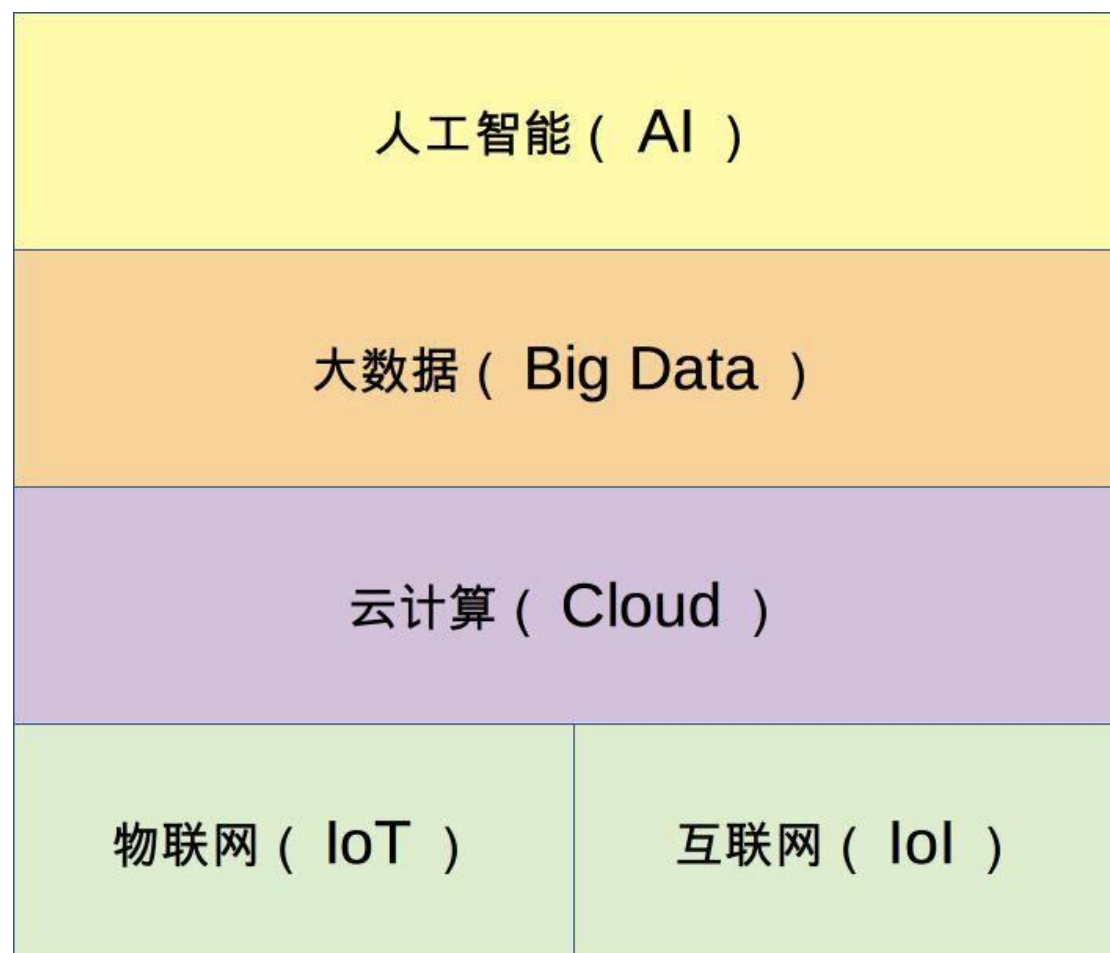 人工智能（ AI ）
大数据（ Big Data ）
云计算（ Cloud ）
物联网（ IoT ）
互联网（ IoI ）